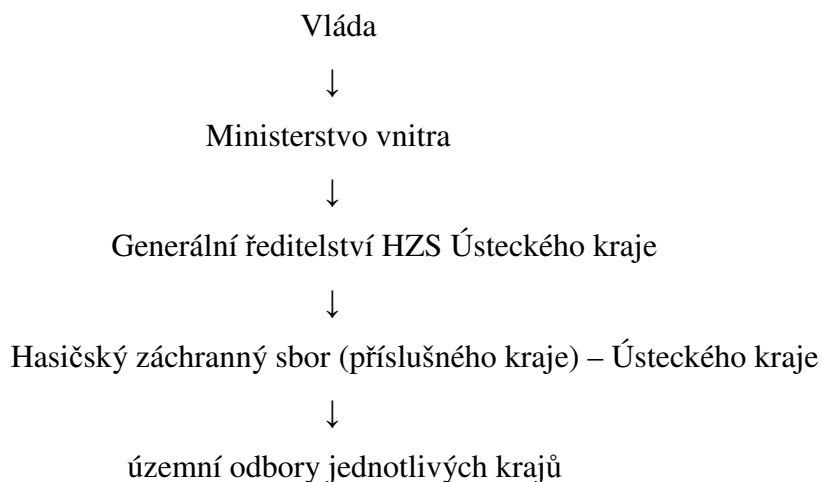 Vláda
↓
Ministerstvo vnitra
↓
Generální ředitelství HZS Ústeckého kraje
↓
Hasičský záchranný sbor (příslušného kraje) – Ústeckého kraje
↓
územní odbory jednotlivých krajů